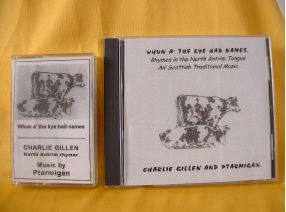 Whun a' the kye had names
CHARLIE GILLEN
North Antrim rhymer
Music by
Ptarmigan
WHUN A' THE KYE HAD NAMES.
Rhymes in the North Antrim Tongue
An' Scottish Traditional Music.
CHARLIE GILLEN AND PTARMIGAN.